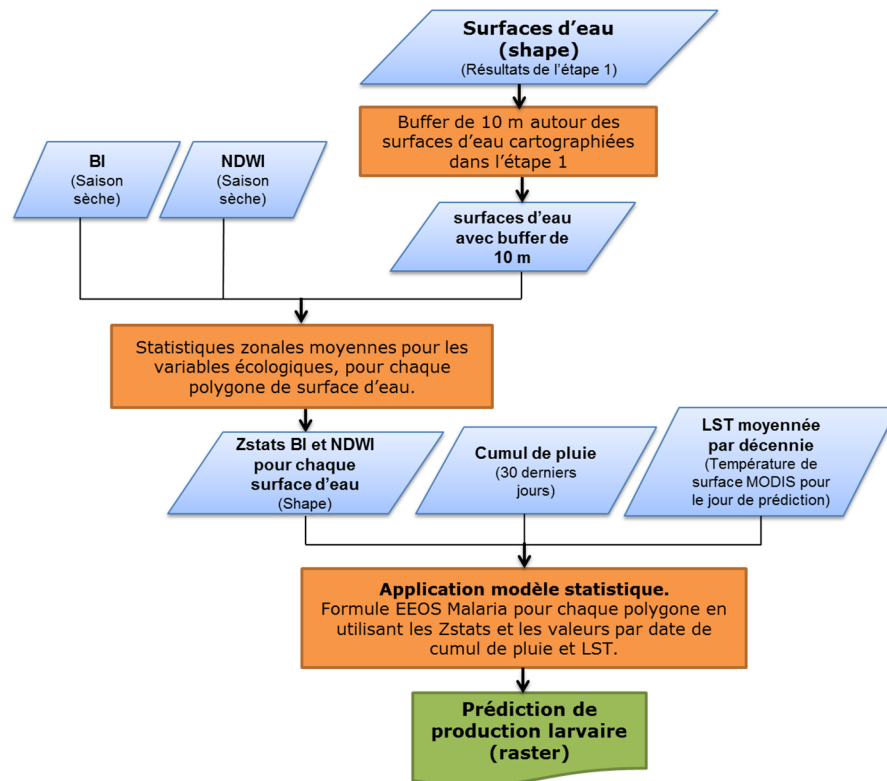 Surfaces d’eau
(shape)
(Résultats de l’étape 1)
Buffer de 10 m autour des
surfaces d’eau cartographiées
dans l’étape 1
BI
(Saison
sèche)
NDWI
(Saison
sèche)
surfaces d’eau
avec buffer de
10 m
Statistiques zonales moyennes pour les
variables écologiques, pour chaque
polygone de surface d’eau.
Zstats BI et NDWI
pour chaque
surface d’eau
(Shape)
Cumul de pluie
(30 derniers
jours)
LST moyennée
par décennie
(Température de
surface MODIS pour
le jour de prédiction)
Application modèle statistique.
Formule EEOS Malaria pour chaque polygone en
utilisant les Zstats et les valeurs par date de
cumul de pluie et LST.
Prédiction de
production larvaire
(raster)